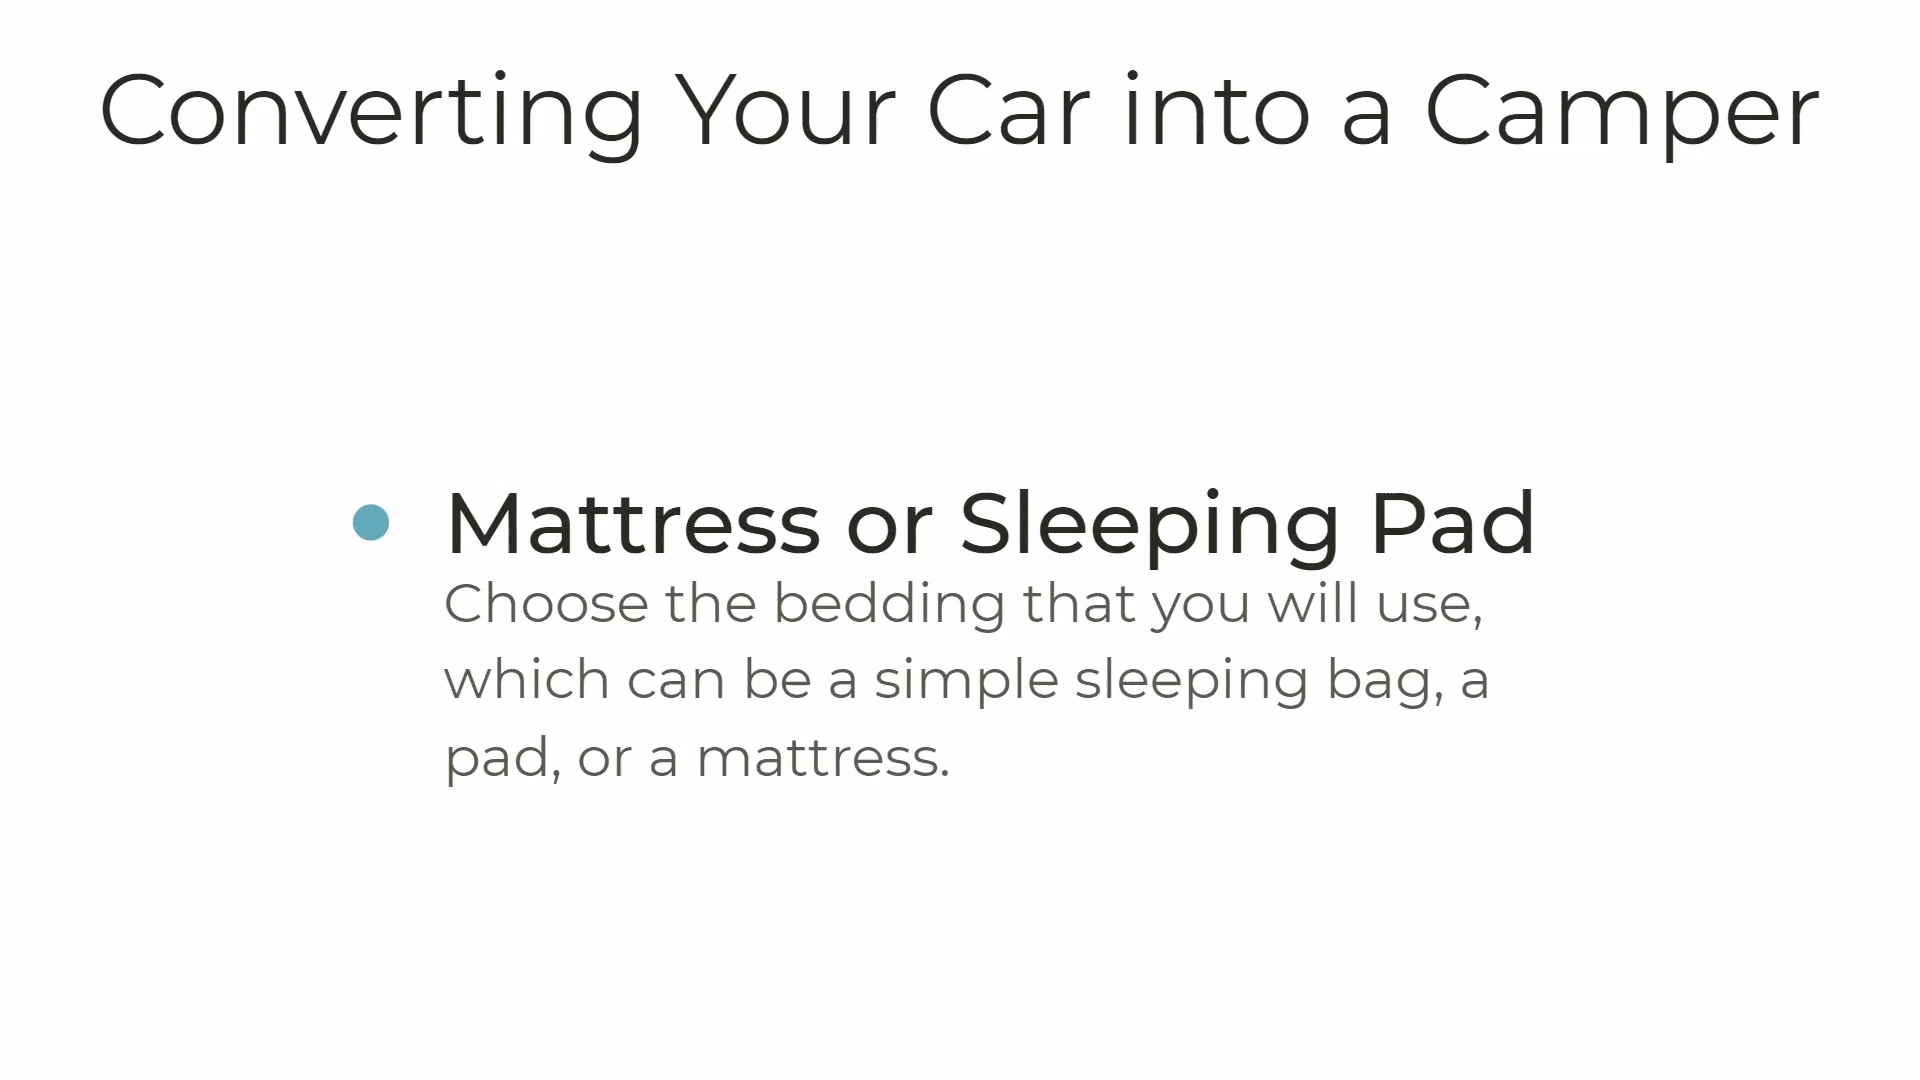 Converting Your Car into a Camper
Mattress or Sleeping Pad
Choose the bedding that you will use,
which can be a simple sleeping bag, a
pad, or a mattress.